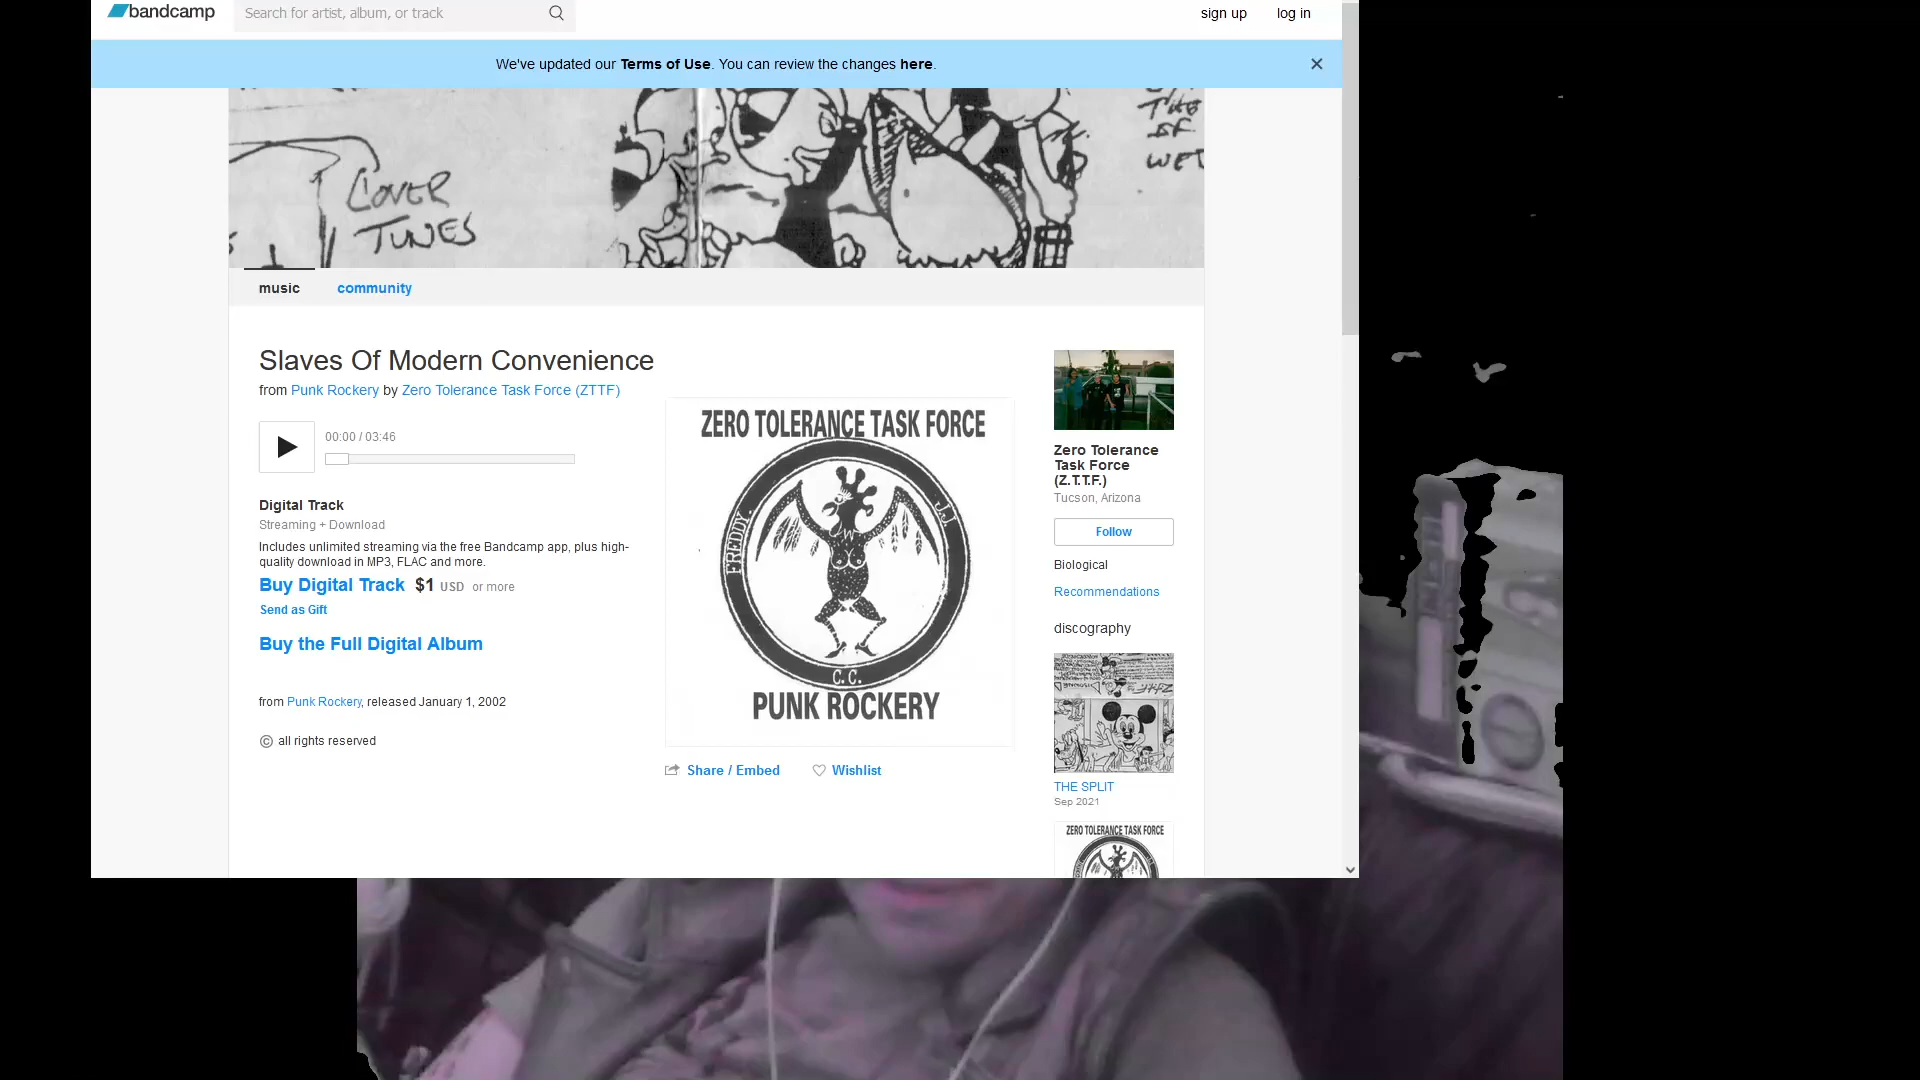 bandcamp
Search for artist, album, or track
sign up
log in
We've updated our Terms of Use. You can review the changes here.
COVER
TUNES
THE
OF
WET
music
community
Slaves Of Modern Convenience
from Punk Rockery by Zero Tolerance Task Force (ZTTF)
00:00 / 03:46
Digital Track
Streaming + Download
Includes unlimited streaming via the free Bandcamp app, plus high-
quality download in MP3, FLAC and more.
Buy Digital Track $1 USD or more
Send as Gift
Buy the Full Digital Album
from Punk Rockery, released January 1, 2002
© all rights reserved
ZERO TOLERANCE TASK FORCE
FREDDY.
J.J.
C.C.
PUNK ROCKERY
Share / Embed
Wishlist
Zero Tolerance
Task Force
(Z.T.T.F.)
Tucson, Arizona
Follow
Biological
Recommendations
discography
THE SPLIT
Sep 2021
ZERO TOLERANCE TASK FORCE